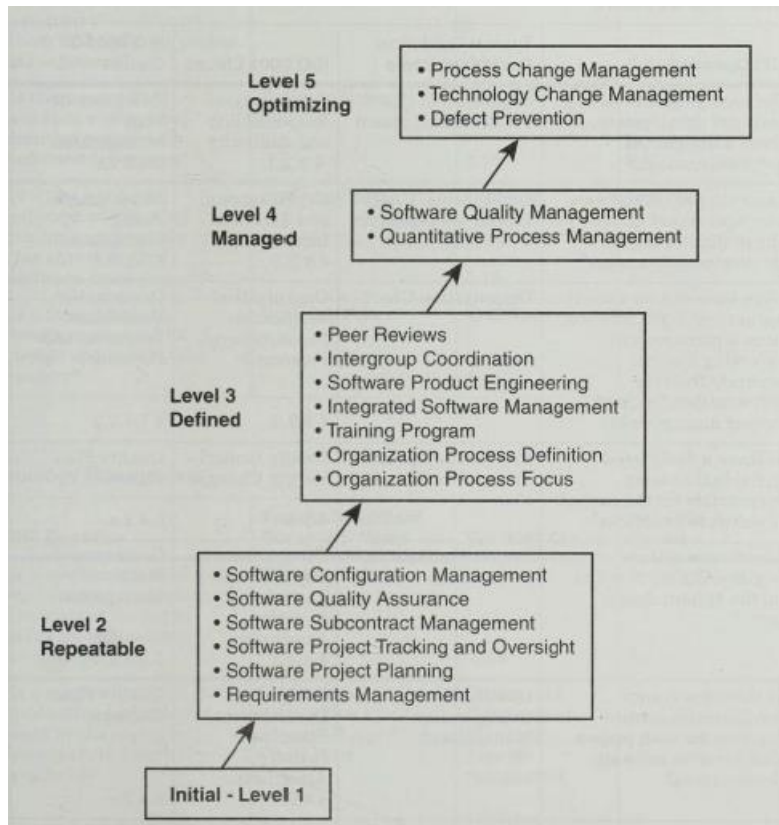 Level 5
Optimizing
• Process Change Management
• Technology Change Management
• Defect Prevention
Level 4
Managed
• Software Quality Management
• Quantitative Process Management
Level 3
Defined
• Peer Reviews
• Intergroup Coordination
• Software Product Engineering
• Integrated Software Management
• Training Program
• Organization Process Definition
• Organization Process Focus
Level 2
Repeatable
• Software Configuration Management
• Software Quality Assurance
• Software Subcontract Management
• Software Project Tracking and Oversight
• Software Project Planning
• Requirements Management
Initial - Level 1